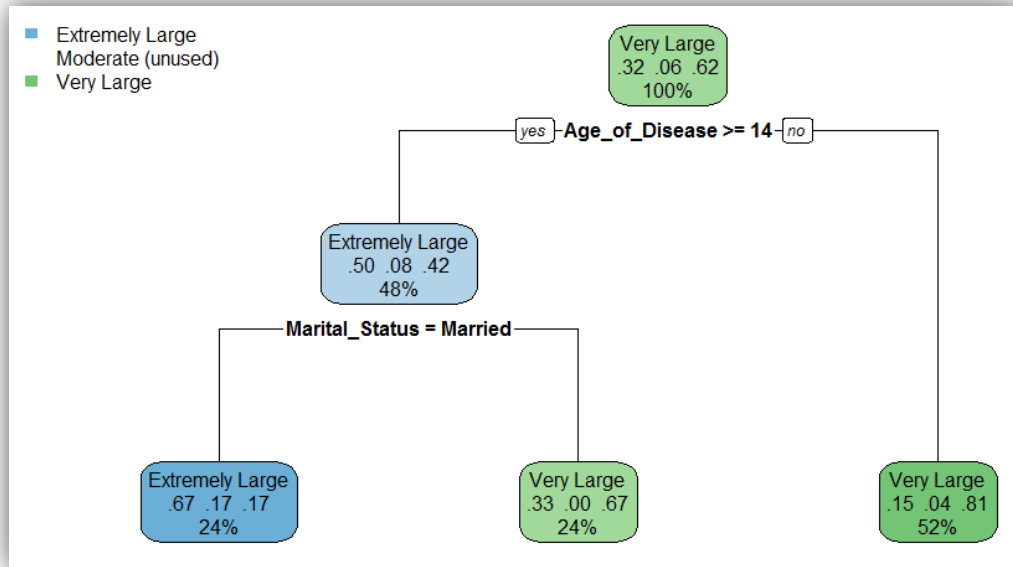 Extremely Large
Moderate (unused)
Very Large
Very Large
.32 .06 .62
100%
yes Age_of_Disease >= 14 no
Extremely Large
.50 .08 .42
48%
Marital_Status = Married
Extremely Large
.67 .17 .17
24%
Very Large
.33 .00 .67
24%
Very Large
.15 .04 .81
52%